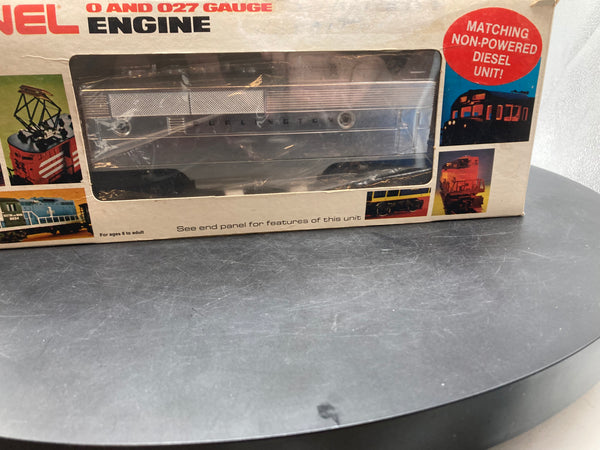 NEL O AND 027 GAUGE
ENGINE
MATCHING
NON-POWERED
DIESEL
UNIT!
BURLINGTON
For ages 8 to adult
See end panel for features of this unit